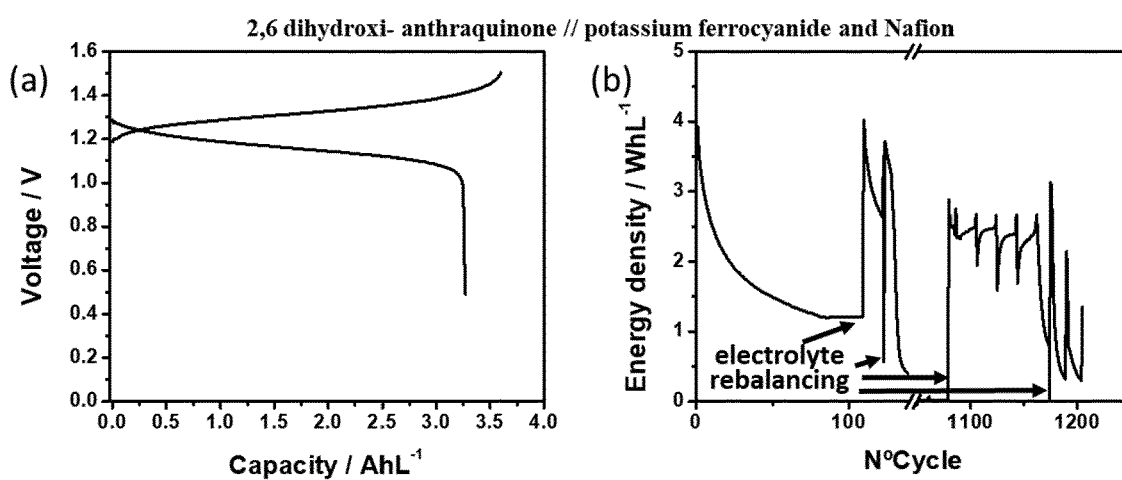 2,6 dihydroxi- anthraquinone // potassium ferrocyanide and Nafion
(a)
Voltage / V
1.6
1.4
1.2
1.0
0.8
0.6
0.4
0.2
0.0
0.0 0.5 1.0 1.5 2.0 2.5 3.0 3.5 4.0
Capacity / AhL-1
(b)
Energy density / WhL-1
5
4
3
2
1
0
electrolyte
rebalancing
0 100 1100 1200
NºCycle